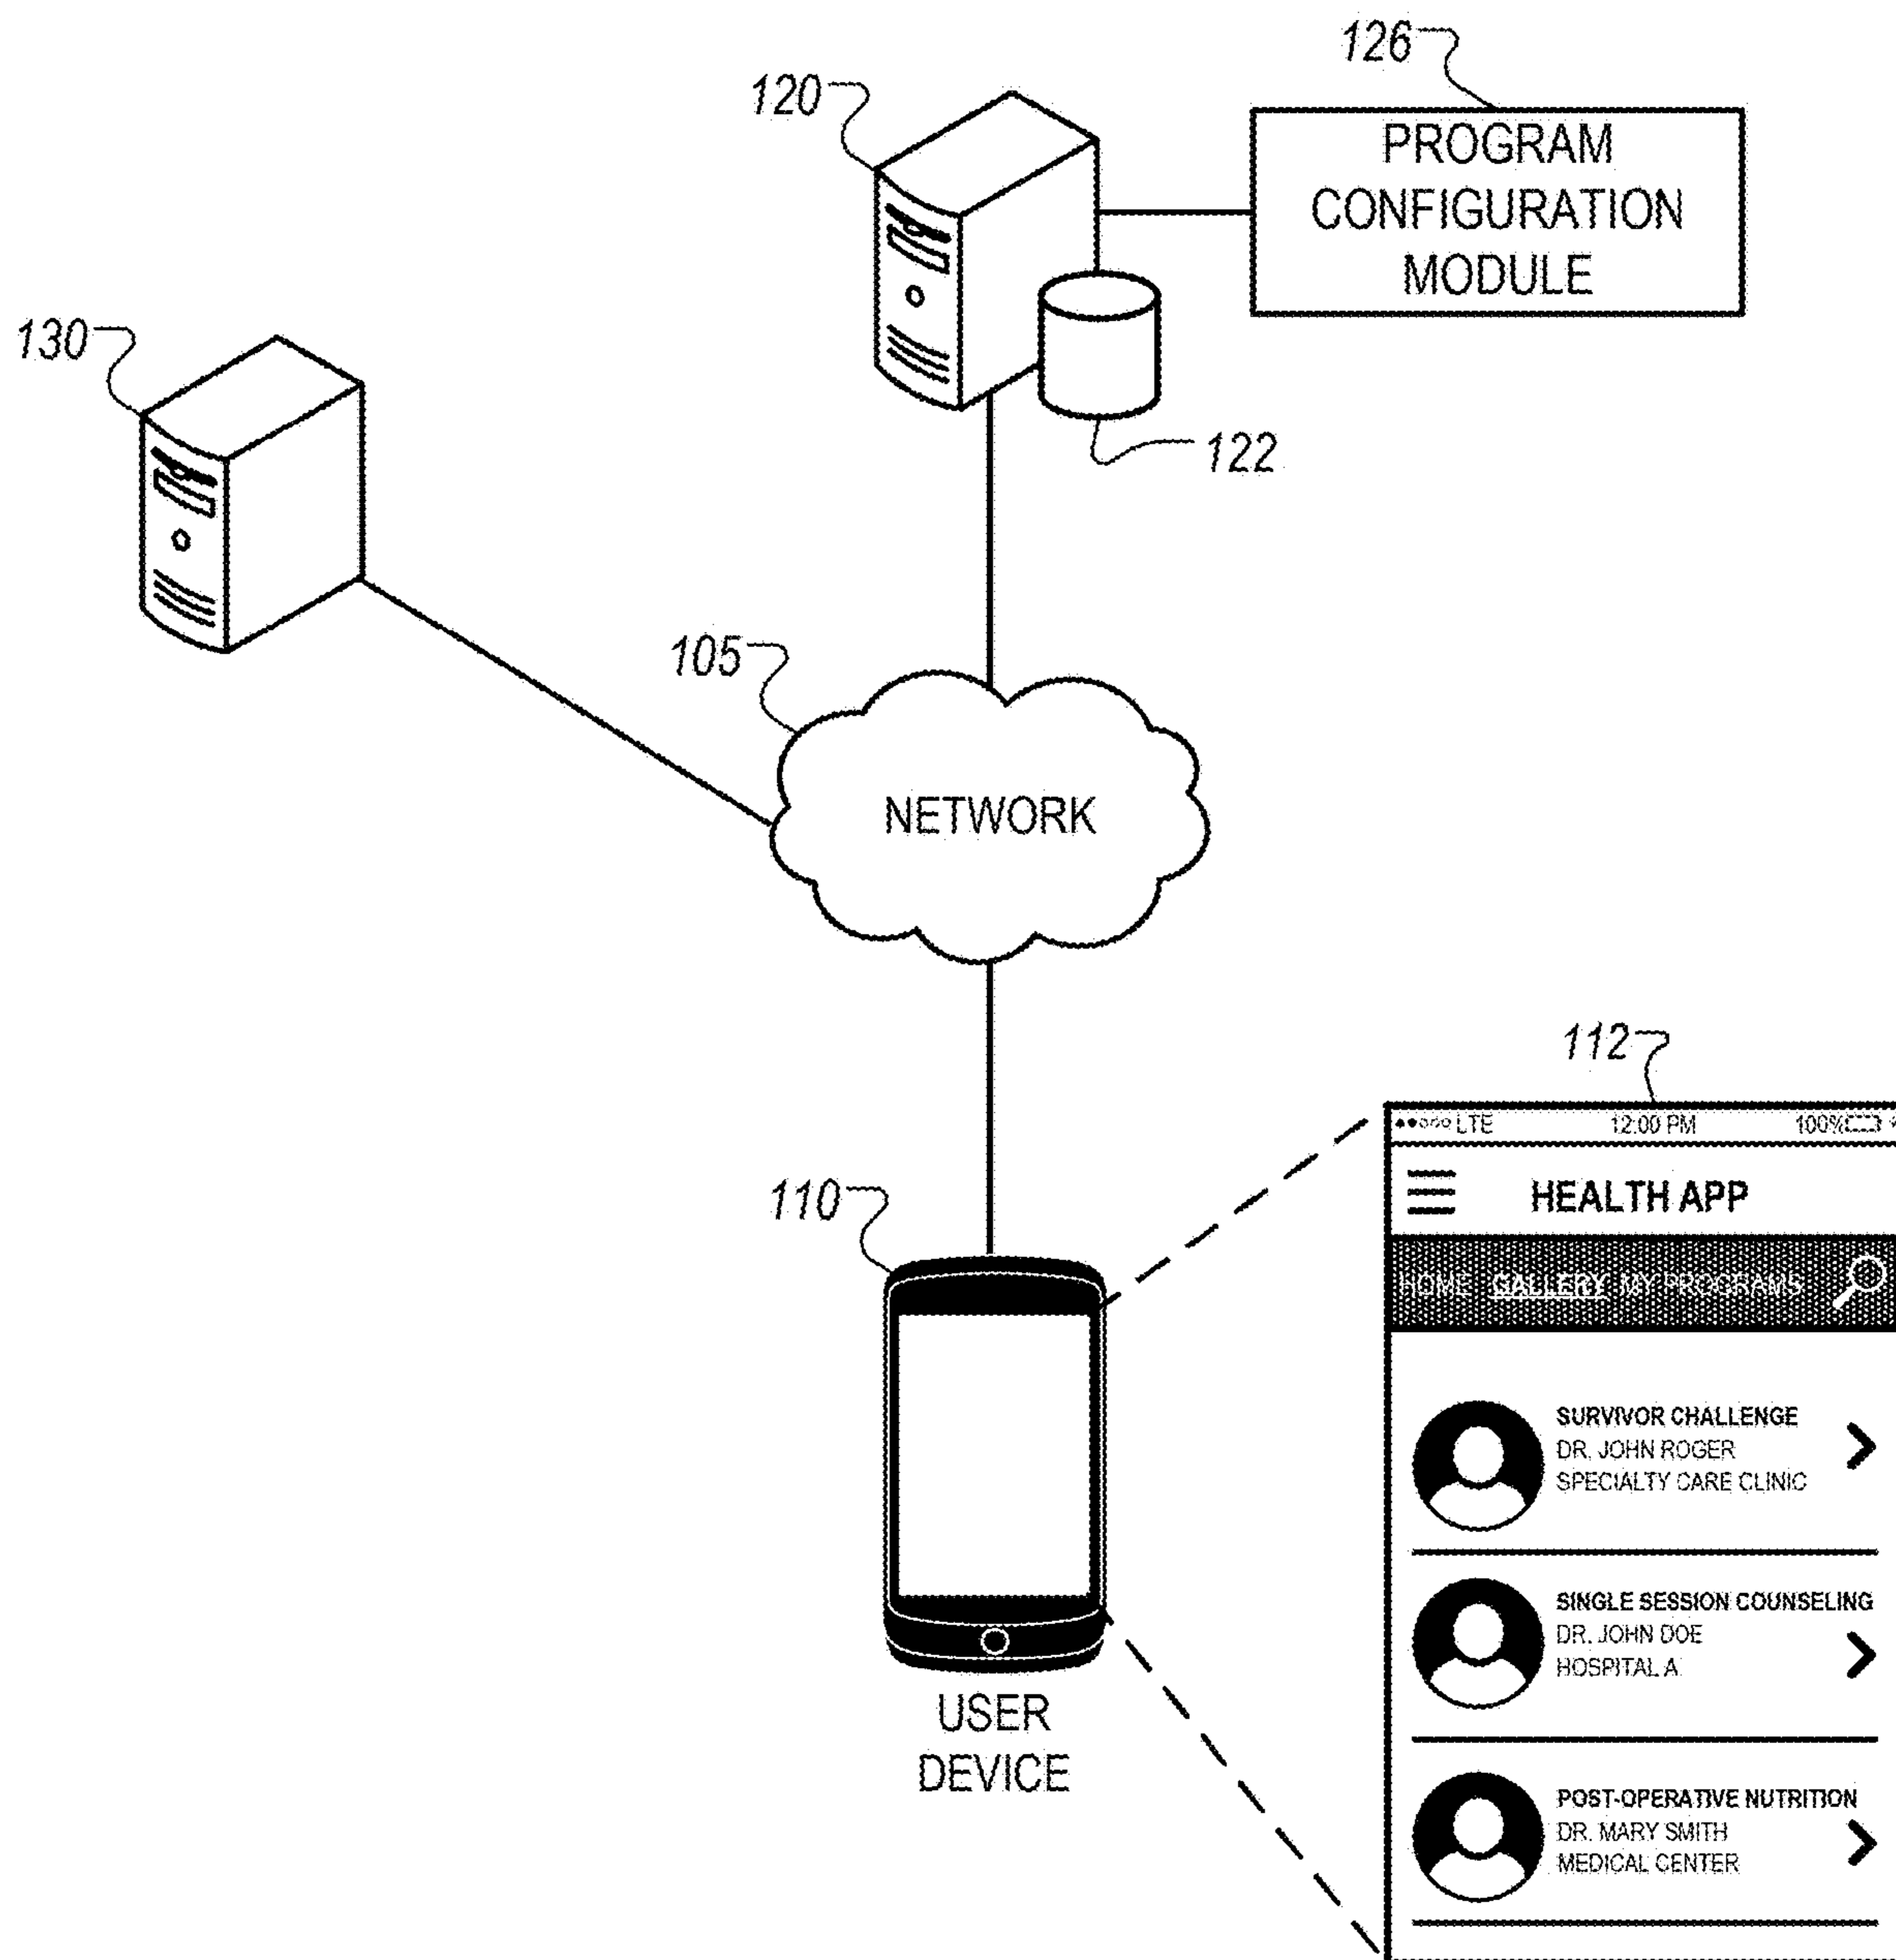 126
120
PROGRAM
CONFIGURATION
MODULE
130
122
105
NETWORK
112
LTE 12:00 PM 100%
110
HEALTH APP
HOME GALLERY MY PROGRAMS
SURVIVOR CHALLENGE
DR. JOHN ROGER
SPECIALTY CARE CLINIC
SINGLE SESSION COUNSELING
DR. JOHN DOE
HOSPITAL A
USER
DEVICE
POST-OPERATIVE NUTRITION
DR. MARY SMITH
MEDICAL CENTER